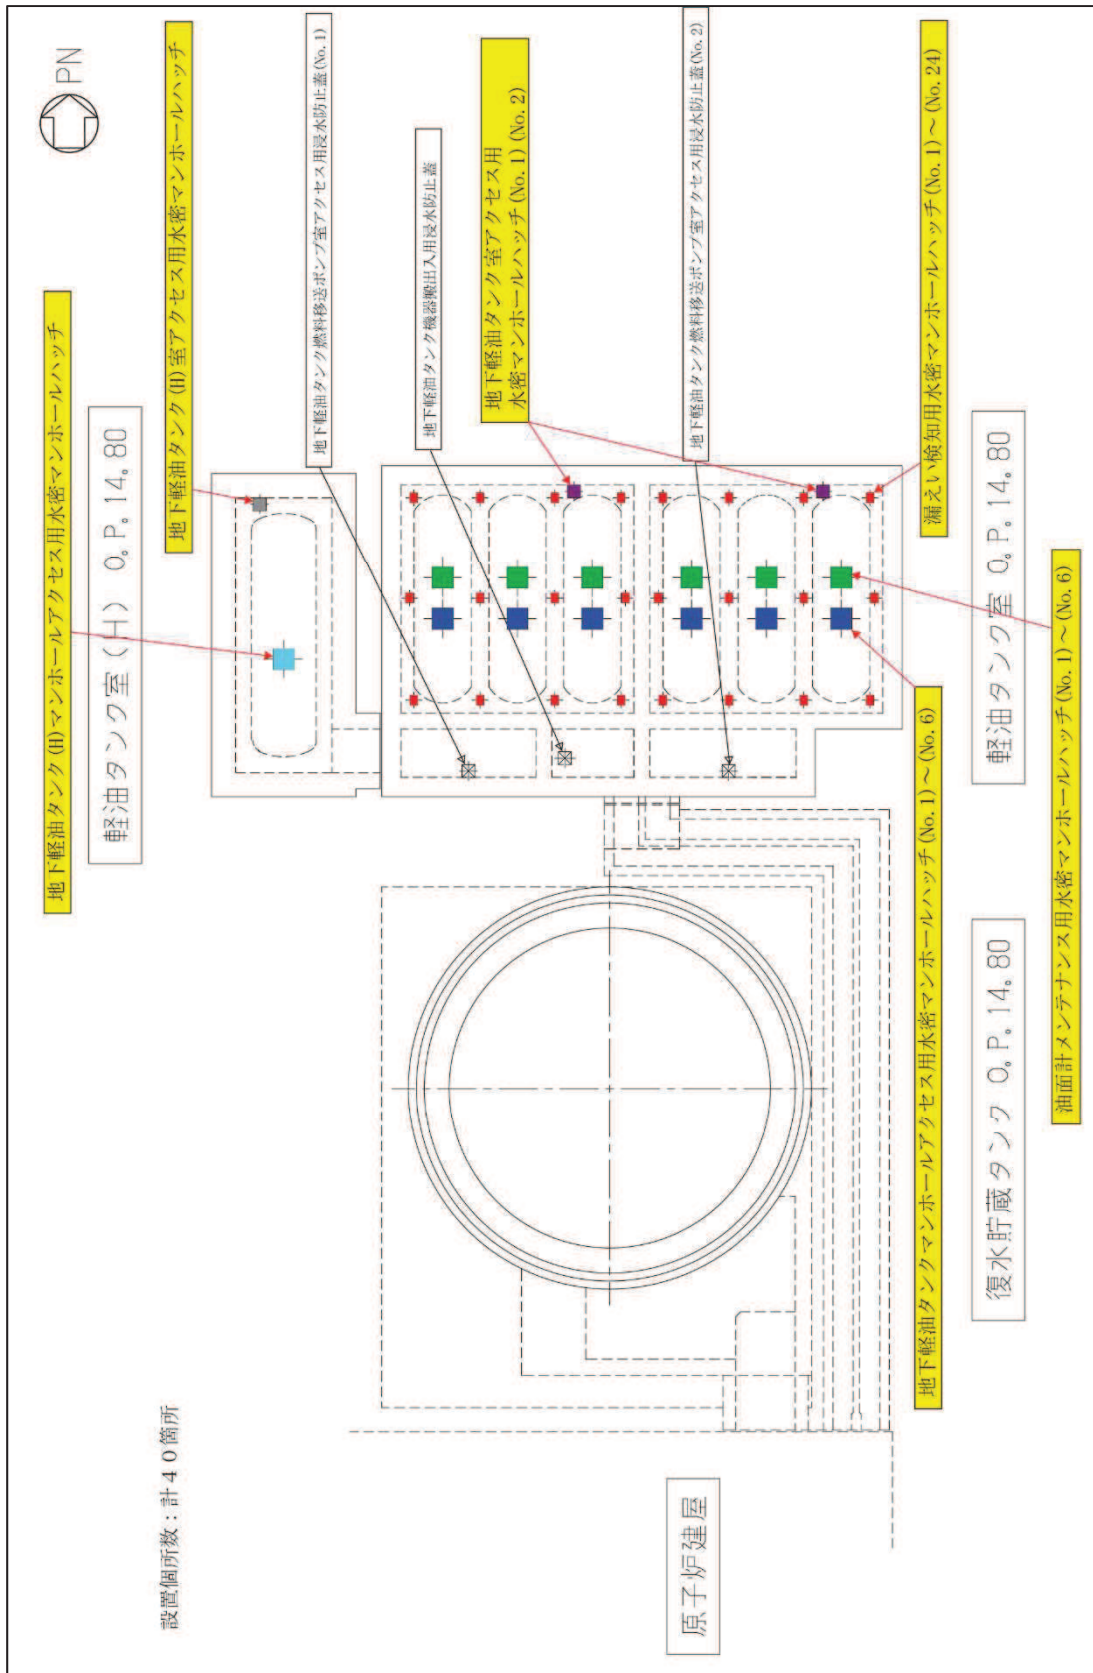 PN
設置個所数：計４０箇所
地下軽油タンク(H)マンホールアクセス用水密マンホールハッチ
軽油タンク室（H） O.P.14.80
地下軽油タンク(H)室アクセス用水密マンホールハッチ
地下軽油タンク燃料移送ポンプ室アクセス用浸水防止蓋(No.1)
地下軽油タンク機器搬出入用浸水防止蓋
地下軽油タンク室アクセス用
水密マンホールハッチ(No.1)(No.2)
地下軽油タンク燃料移送ポンプ室アクセス用浸水防止蓋(No.2)
漏えい検知用水密マンホールハッチ(No.1)～(No.24)
軽油タンク室 O.P.14.80
原子炉建屋
地下軽油タンクマンホールアクセス用水密マンホールハッチ(No.1)～(No.6)
復水貯蔵タンク O.P.14.80
油面計メンテナンス用水密マンホールハッチ(No.1)～(No.6)